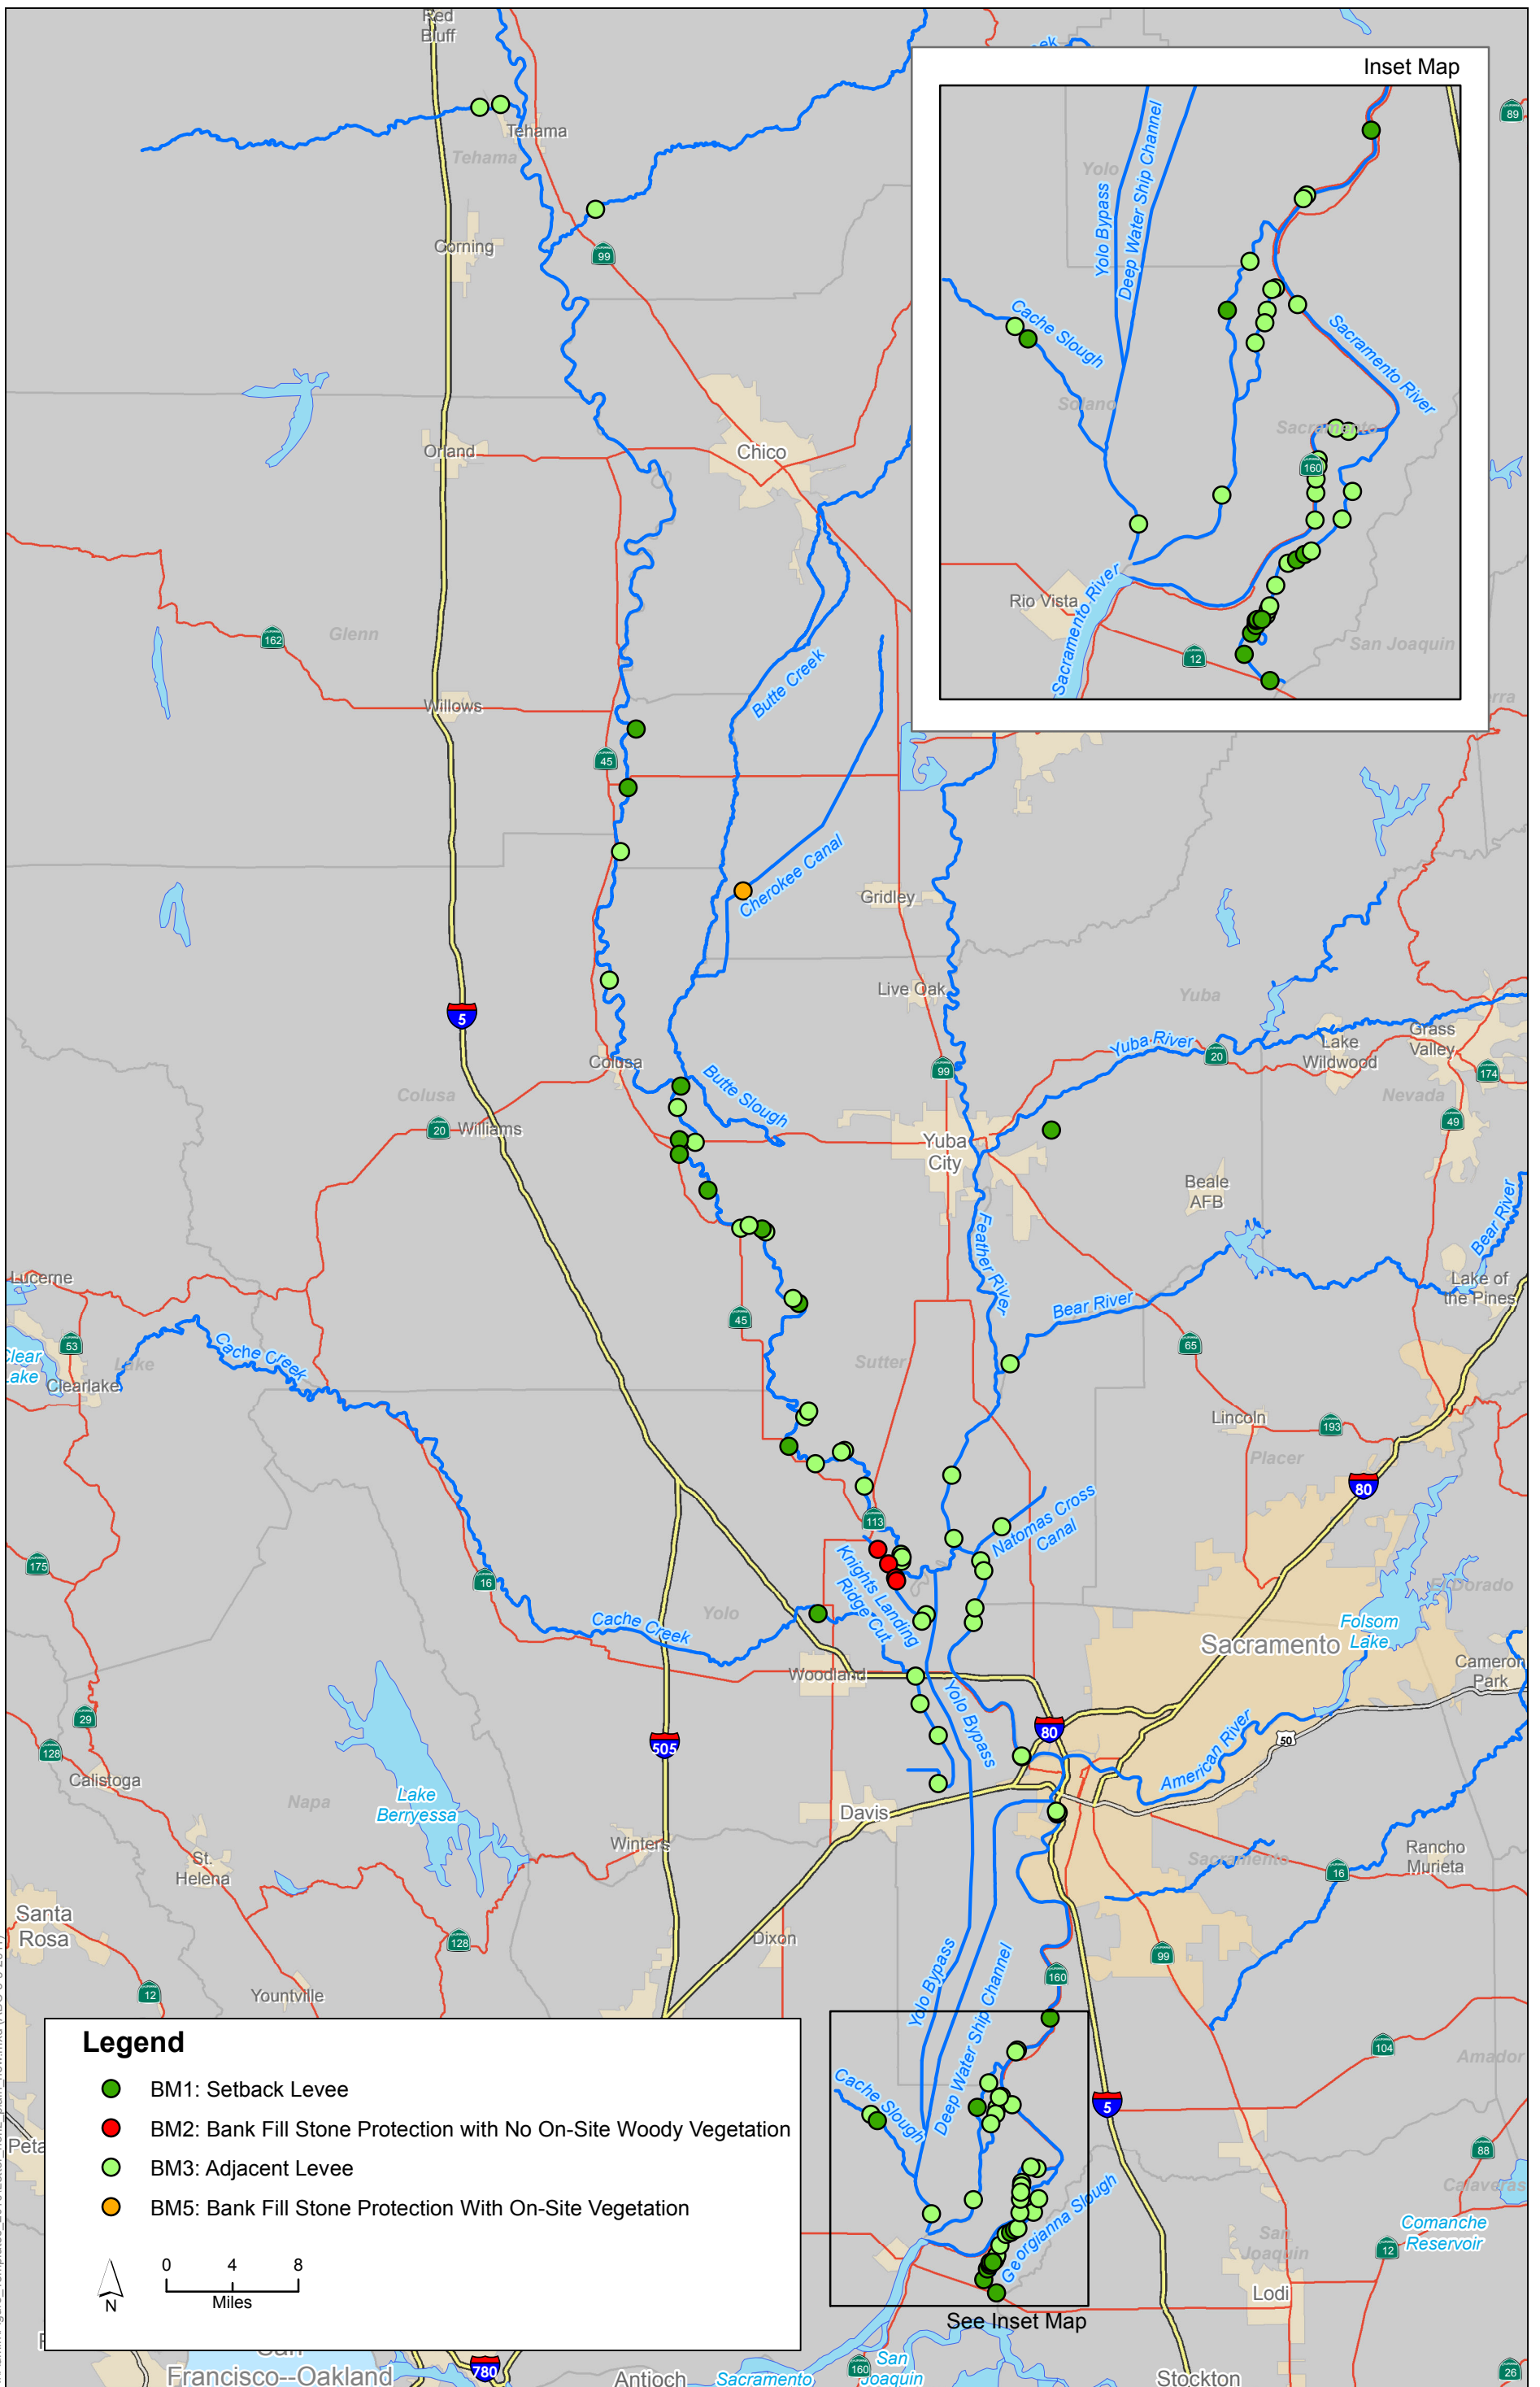 Red
Bluff
Inset Map
89
Tehama
Tehama
Corning
99
Yolo
Yolo Bypass
Deep Water Ship Channel
Cache Slough
Sacramento River
Solano
Sacramento
160
Rio Vista
Sacramento River
12
San Joaquin
Orland
Chico
162
Glenn
Willows
Butte Creek
45
Cherokee Canal
Gridley
Live Oak
5
Colusa
Colusa
Butte Slough
20
Williams
99
Yuba
Yuba River
20
Lake
Wildwood
Grass
Valley
174
Nevada
49
Yuba
City
Beale
AFB
Feather River
Bear River
Bear River
Lake of
the Pines
Lucerne
53
Clear
Lake
Clearlake
Lake
Cache Creek
45
Sutter
65
Lincoln
193
Placer
80
113
Natomas Cross
Canal
Knights Landing
Ridge Cut
175
16
Yolo
Cache Creek
Woodland
Yolo Bypass
Sacramento
El Dorado
Folsom
Lake
Cameron
Park
29
128
Calistoga
Napa
Lake
Berryessa
505
80
50
American River
Davis
Winters
St.
Helena
Sacramento
16
Rancho
Murieta
Santa
Rosa
128
Dixon
99
12
Yountville
160
Yolo Bypass
Deep Water Ship Channel
104
Amador
Legend
BM1: Setback Levee
BM2: Bank Fill Stone Protection with No On-Site Woody Vegetation
BM3: Adjacent Levee
BM5: Bank Fill Stone Protection With On-Site Vegetation
0 4 8
Miles
N
Cache Slough
5
88
Calaveras
Georgianna Slough
Comanche
Reservoir
12
San
Joaquin
Lodi
See Inset Map
San
Francisco--Oakland
780
Antioch
Sacramento
160
San
Joaquin
Stockton
26